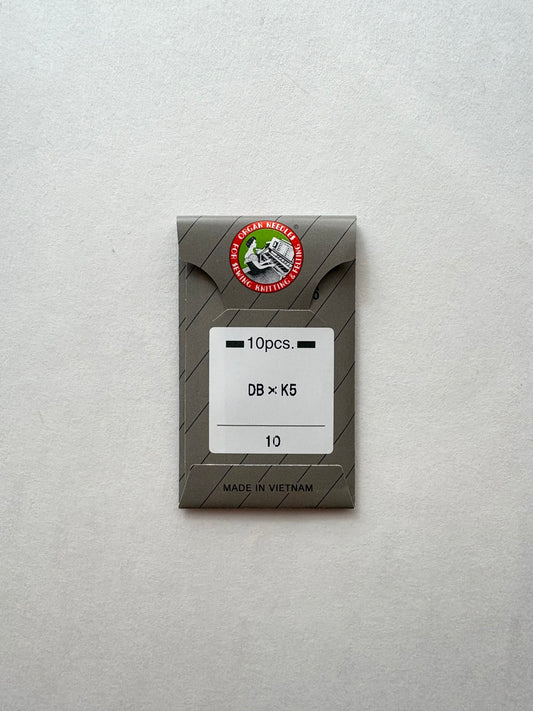 ORGAN NEEDLES
FOR SEWING KNITTING & FELTING
10pcs.
DB × K5
10
MADE IN VIETNAM